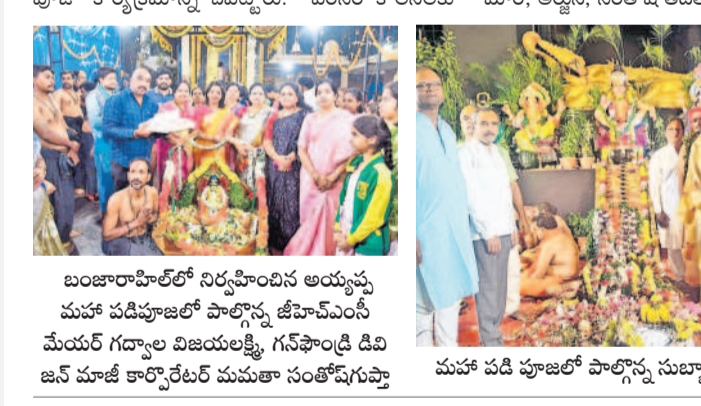 బంజారాహిల్‌లో నిర్వహించిన అయ్యప్ప
మహా పడిపూజలో పాల్గొన్న జీహెచ్ఎంసీ
మేయర్ గద్వాల విజయలక్ష్మి, గన్‌ఫౌండ్రి డివి
జన్ మాజీ కార్పొరేటర్ మమతా సంతోష్‌గుప్తా
మహా పడి పూజలో పాల్గొన్న